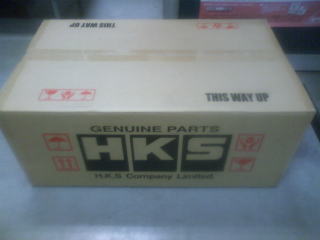 THIS WAY UP
THIS WAY UP
GENUINE PARTS
HKS
H.K.S Company Limited.